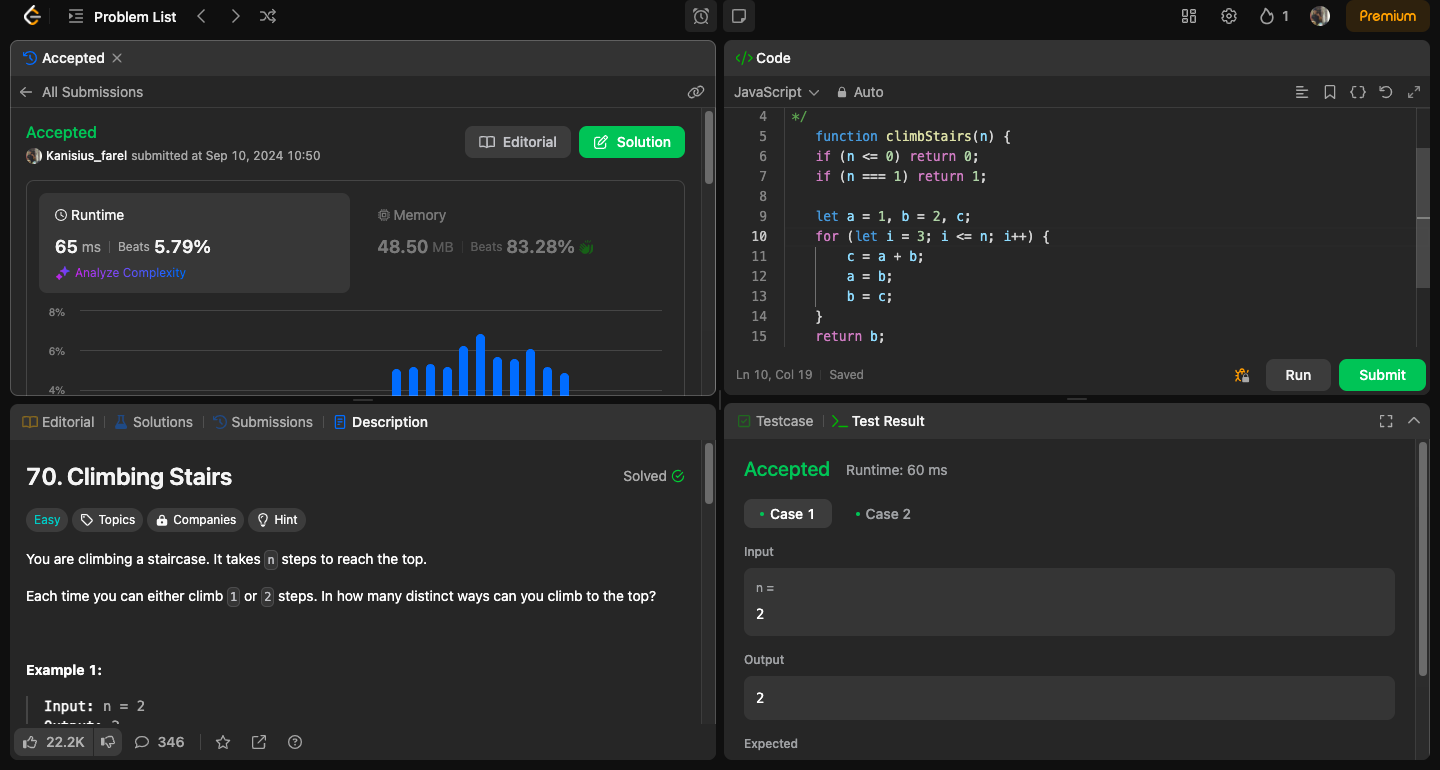 Problem List
1
Premium
Accepted
All Submissions
Accepted
Kanisius_farel submitted at Sep 10, 2024 10:50
Editorial
Solution
Runtime
65 ms | Beats 5.79%
Analyze Complexity
Memory
48.50 MB | Beats 83.28%
8%
6%
4%
</> Code
JavaScript
Auto
4 */
5 function climbStairs(n) {
6 if (n <= 0) return 0;
7 if (n === 1) return 1;
8
9 let a = 1, b = 2, c;
10 for (let i = 3; i <= n; i++) {
11 c = a + b;
12 a = b;
13 b = c;
14 }
15 return b;
Ln 10, Col 19 | Saved
Run
Submit
Editorial | Solutions | Submissions | Description
70. Climbing Stairs
Solved
Easy
Topics
Companies
Hint
You are climbing a staircase. It takes n steps to reach the top.
Each time you can either climb 1 or 2 steps. In how many distinct ways can you climb to the top?
Example 1:
Input: n = 2
Output: 2
22.2K
346
Testcase | >_ Test Result
Accepted Runtime: 60 ms
• Case 1
• Case 2
Input
n =
2
Output
2
Expected